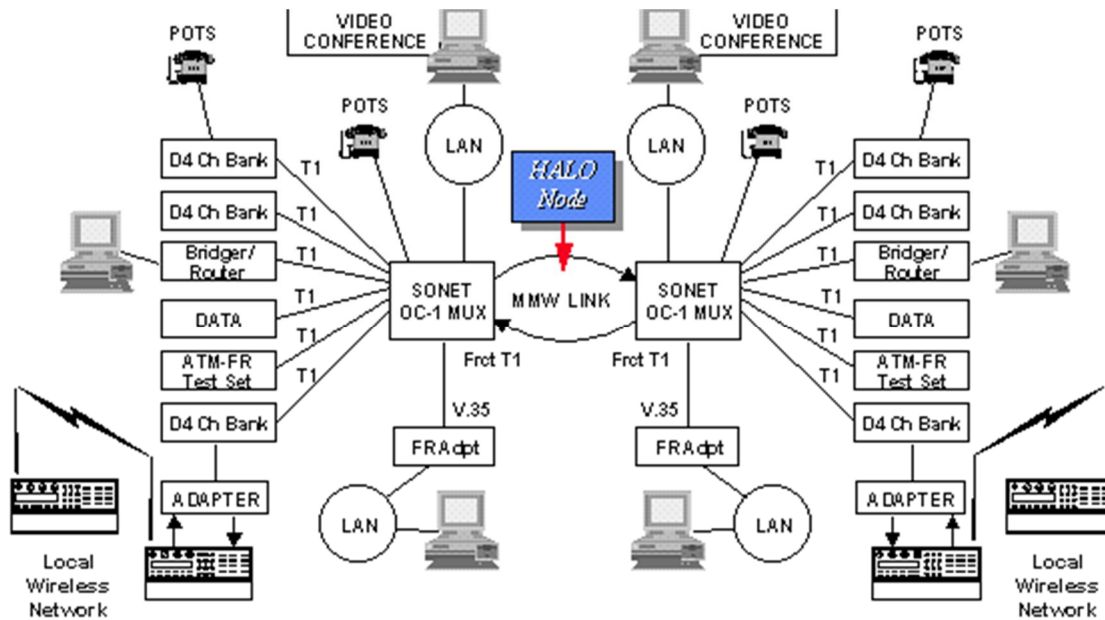 VIDEO
CONFERENCE
VIDEO
CONFERENCE
POTS
POTS
POTS
POTS
LAN
LAN
HALO
Node
D4 Ch Bank
T1
T1
D4 Ch Bank
D4 Ch Bank
T1
T1
D4 Ch Bank
Bridger/
Router
T1
T1
Bridger/
Router
SONET
OC-1 MUX
MMW LINK
SONET
OC-1 MUX
DATA
T1
T1
DATA
ATM-FR
Test Set
T1
T1
ATM-FR
Test Set
Frct T1
Frct T1
T1
T1
D4 Ch Bank
V.35
V.35
D4 Ch Bank
FRAdpt
FRAdpt
ADAPTER
LAN
LAN
ADAPTER
Local
Wireless
Network
Local
Wireless
Network